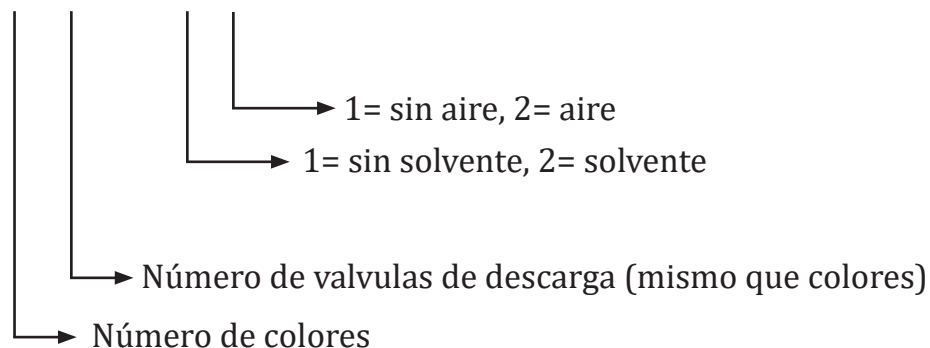 1= sin aire, 2= aire
1= sin solvente, 2= solvente
Número de valvulas de descarga (mismo que colores)
Número de colores